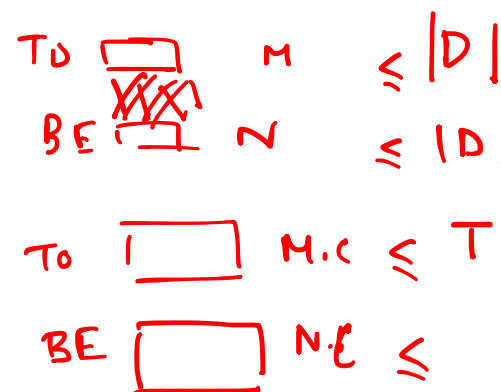 TO M ≤ |D|
BE N ≤ |D
TO M.C ≤ T
BE N.C ≤